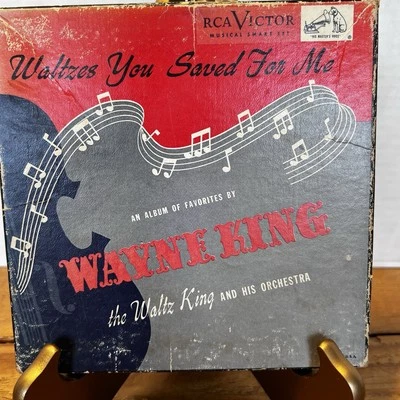 RCA VICTOR
MUSICAL SMART SET
"HIS MASTER'S VOICE"
Waltzes You Saved For Me
AN ALBUM OF FAVORITES BY
WAYNE KING
the Waltz King AND HIS ORCHESTRA